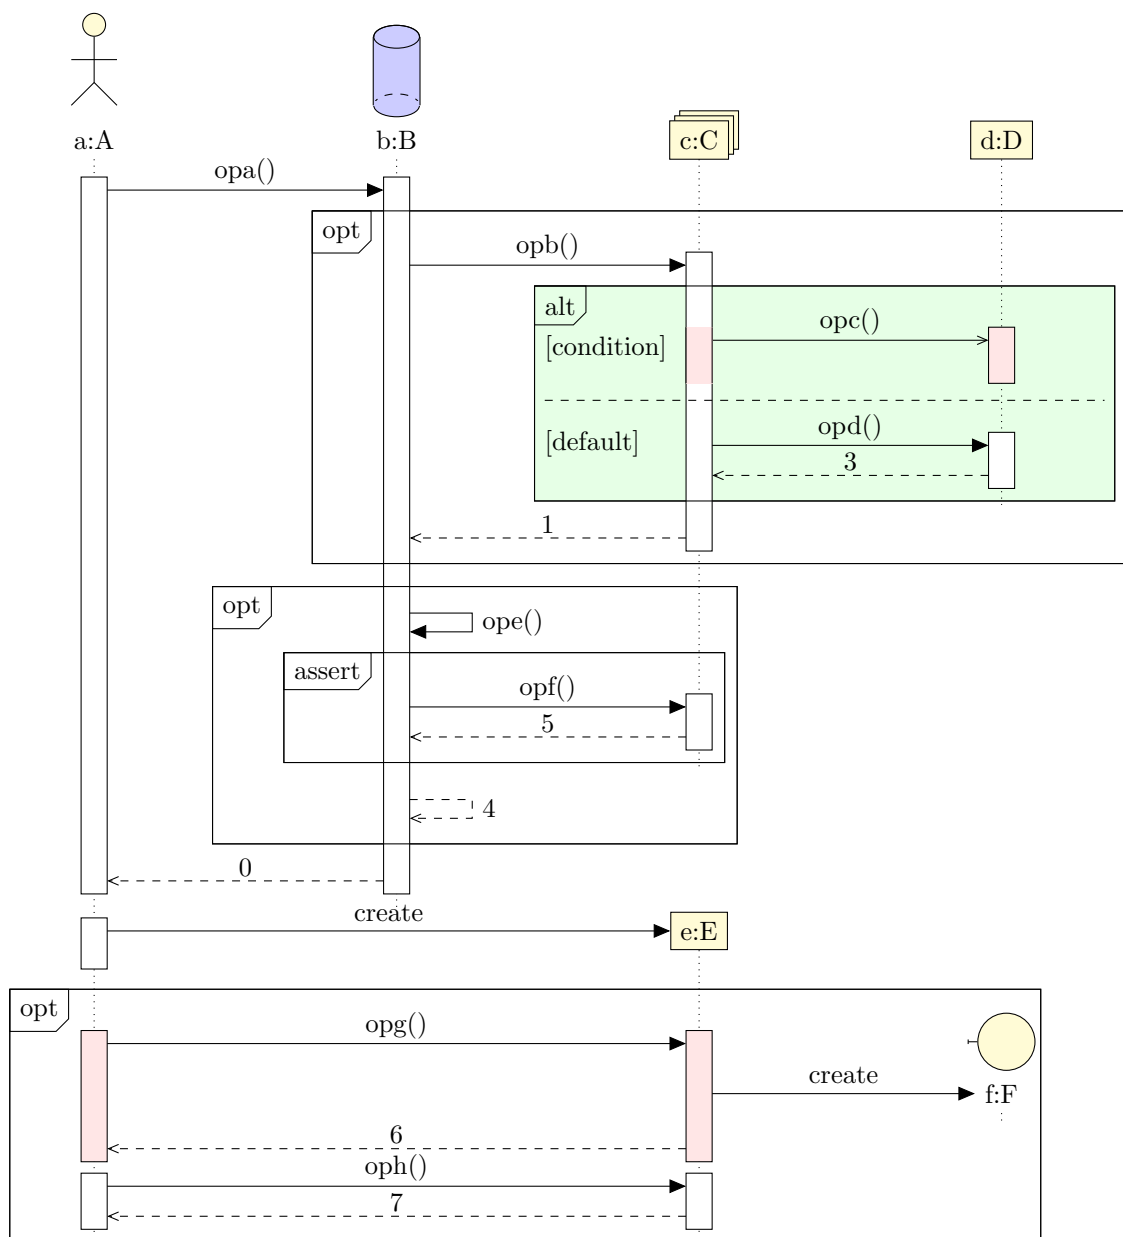 a:A
b:B
c:C
d:D
opa()
opt
opb()
alt
opc()
[condition]
opd()
[default]
3
1
opt
ope()
assert
opf()
5
4
0
create
e:E
opt
opg()
create
f:F
6
oph()
7